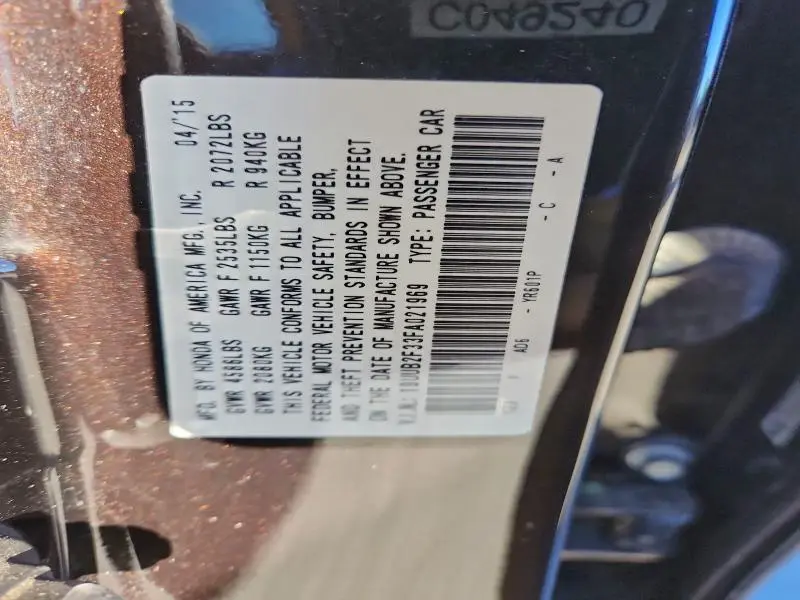 MFD. BY HONDA OF AMERICA MFG., INC. 04/'15
GVWR 4586LBS GAWR F 2535LBS R 2072LBS
GVWR 2080KG GAWR F 1150KG R 940KG
THIS VEHICLE CONFORMS TO ALL APPLICABLE
FEDERAL MOTOR VEHICLE SAFETY, BUMPER,
AND THEFT PREVENTION STANDARDS IN EFFECT
ON THE DATE OF MANUFACTURE SHOWN ABOVE.
V.I.N.: 19UUB2F33FA021969 TYPE: PASSENGER CAR
AD6 - YR601P - C - A
C049240